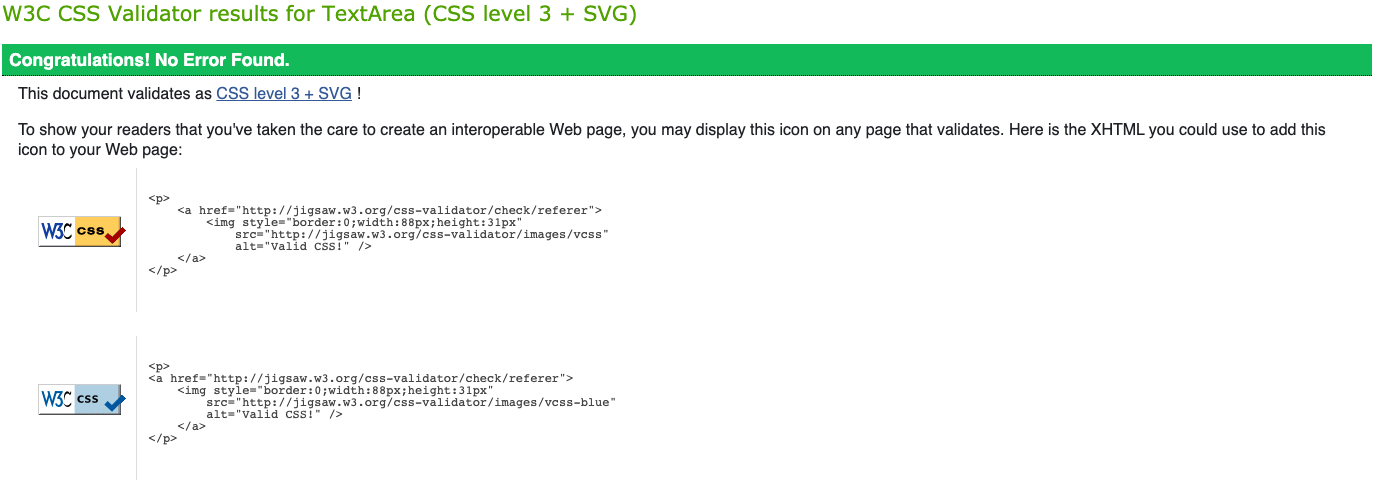 W3C CSS Validator results for TextArea (CSS level 3 + SVG)
Congratulations! No Error Found.
This document validates as CSS level 3 + SVG !
To show your readers that you've taken the care to create an interoperable Web page, you may display this icon on any page that validates. Here is the XHTML you could use to add this
icon to your Web page:
W3C css
<p>
<a href="http://jigsaw.w3.org/css-validator/check/referer">
<img style="border:0;width:88px;height:31px"
src="http://jigsaw.w3.org/css-validator/images/vcss"
alt="Valid CSS!" />
</a>
</p>
W3C css
<p>
<a href="http://jigsaw.w3.org/css-validator/check/referer">
<img style="border:0;width:88px;height:31px"
src="http://jigsaw.w3.org/css-validator/images/vcss-blue"
alt="Valid CSS!" />
</a>
</p>